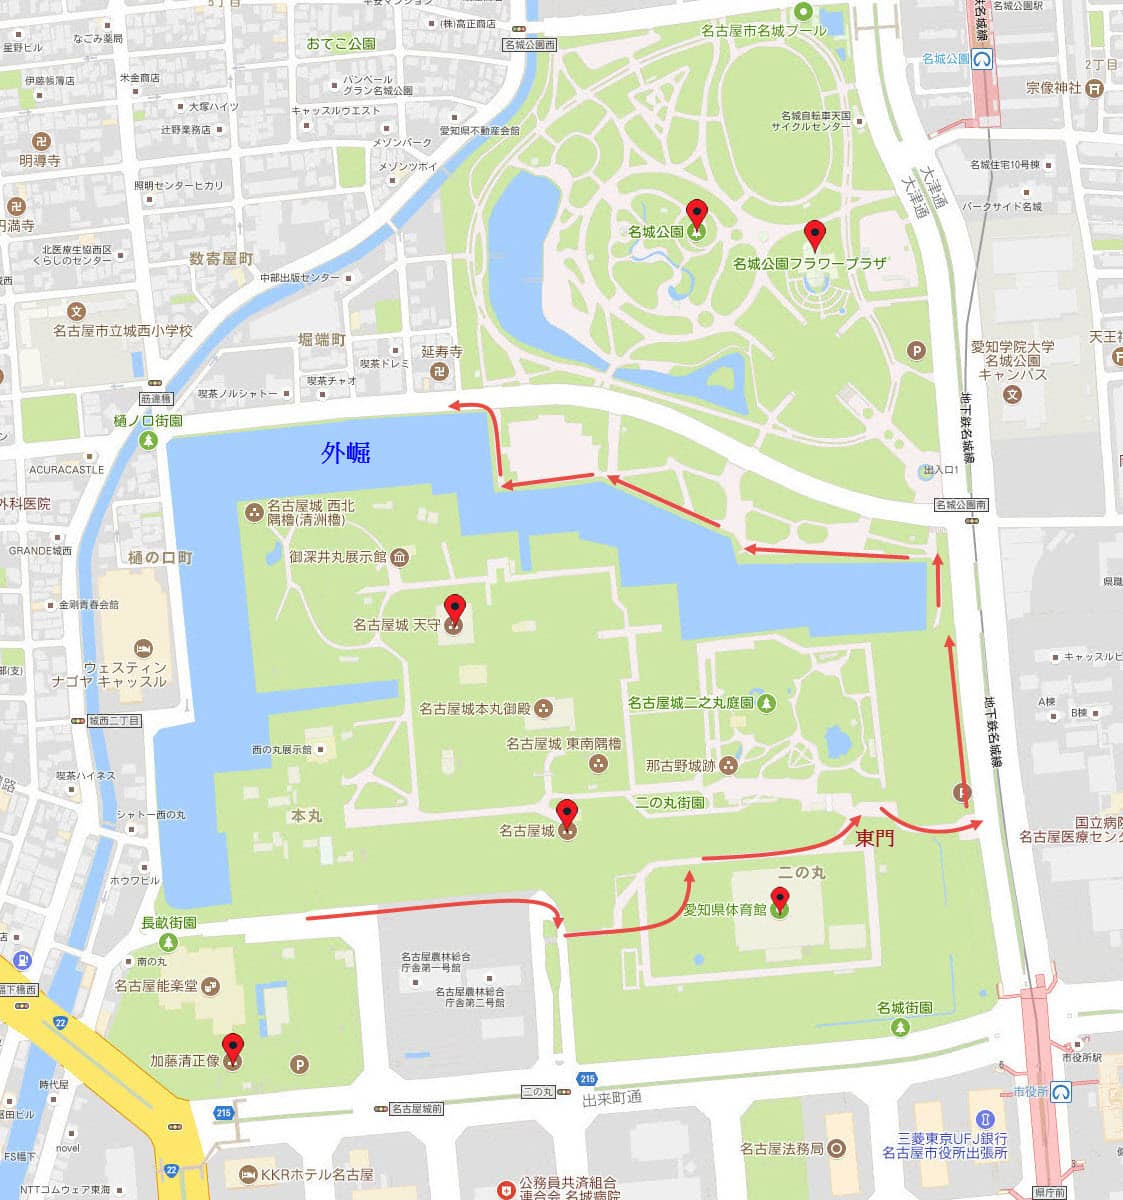 5丁目
名城公園駅
(株)高正商店
名古屋市名城プール
なごみ薬局
星野ビル
おてこ公園
名城公園西
名城公園
2丁目
米金商店
伊藤帳簿店
パンベール
グラン名城公園
宗像神社
大塚ハイツ
キャッスルウエスト
名城自転車天国
サイクルセンター
辻野業務店
愛知県不動産会館
メゾンパーク
明導寺
メゾンツボイ
名城住宅10号棟
大津通
大津通
照明センターヒカリ
パークサイド名城
円満寺
名城公園
北医療生協西区
くらしのセンター
数寄屋町
名城公園フラワープラザ
中部出版センター
名古屋市立城西小学校
堀端町
延寿寺
喫茶ドレミ
愛知学院大学
名城公園
キャンパス
喫茶チャオ
喫茶ノルシャトー
筋違橋
樋ノ口街園
地下鉄名城線
外堀
ACURACASTLE
出入口1
外科医院
名古屋城 西北
隅櫓(清洲櫓)
名城公園南
GRANDE城西
樋の口町
御深井丸展示館
金剛青春会館
名古屋城 天守
ウェスティン
ナゴヤ キャッスル
キャッスルビ
名古屋城本丸御殿
名古屋城二之丸庭園
A棟
B棟
城西二丁目
地下鉄名城線
西の丸展示館
名古屋城 東南隅櫓
那古野城跡
喫茶ハイネス
二の丸街園
シャトー西の丸
本丸
名古屋城
東門
国立病院
名古屋医療セン
ホウワビル
二の丸
愛知県体育館
長畝街園
南の丸
名古屋農林総合
庁舎第一号館
名古屋能楽堂
名古屋農林総合
庁舎第二号館
名城街園
22
加藤清正像
市役所駅
時代屋
215
二の丸
市役所
出来町通
215
名古屋城前
novel
三菱東京UFJ銀行
名古屋市役所出張所
名古屋法務局
22
KKRホテル名古屋
公務員共済組合
連合会 名城病院
NTTコムウェア東海
県庁前